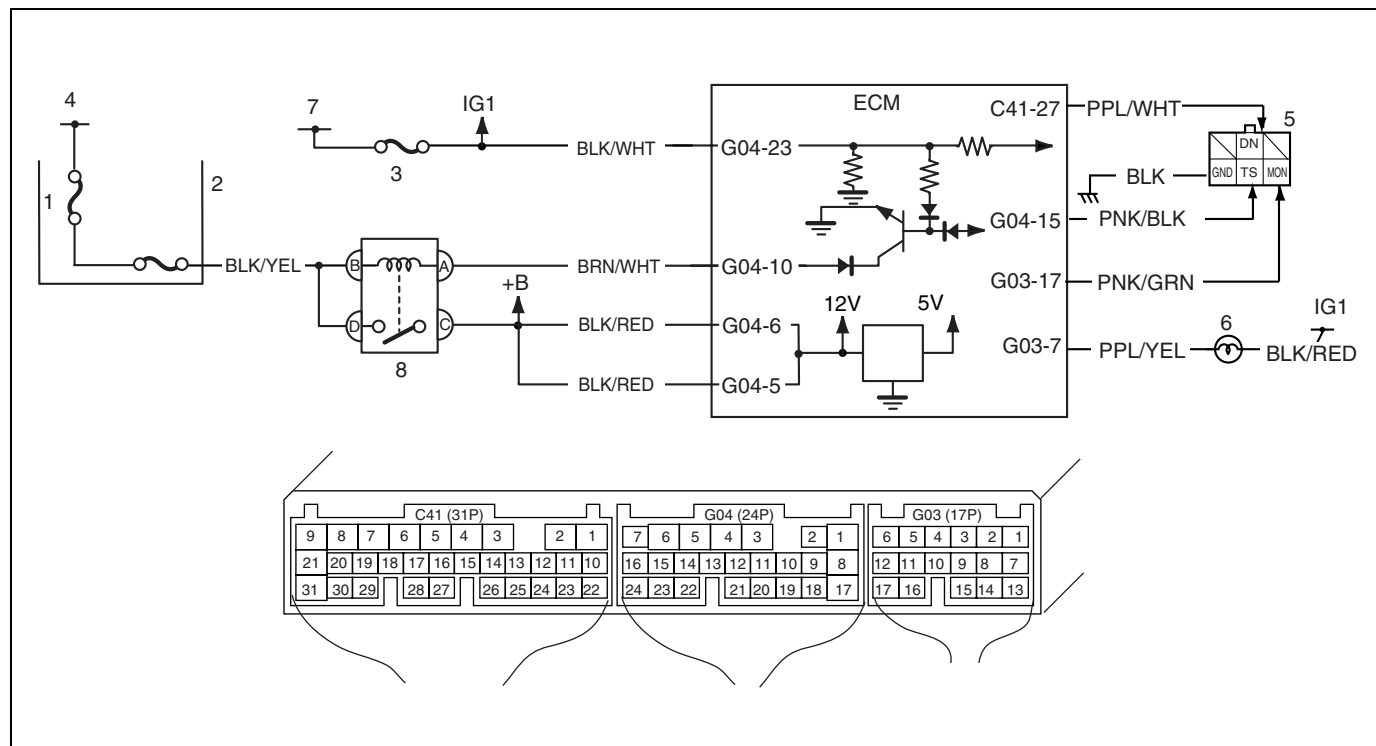 4
7
IG1
ECM
C41-27
PPL/WHT
5
1
2
3
BLK/WHT
G04-23
DN
GND
TS
MON
BLK
G04-15
PNK/BLK
BLK/YEL
B
A
BRN/WHT
G04-10
G03-17
PNK/GRN
+B
12V
5V
IG1
D
C
BLK/RED
G04-6
6
8
G03-7
PPL/YEL
BLK/RED
BLK/RED
G04-5
C41 (31P)
9 8 7 6 5 4 3 2 1
21 20 19 18 17 16 15 14 13 12 11 10
31 30 29 28 27 26 25 24 23 22
G04 (24P)
7 6 5 4 3 2 1
16 15 14 13 12 11 10 9 8
24 23 22 21 20 19 18 17
G03 (17P)
6 5 4 3 2 1
12 11 10 9 8 7
17 16 15 14 13